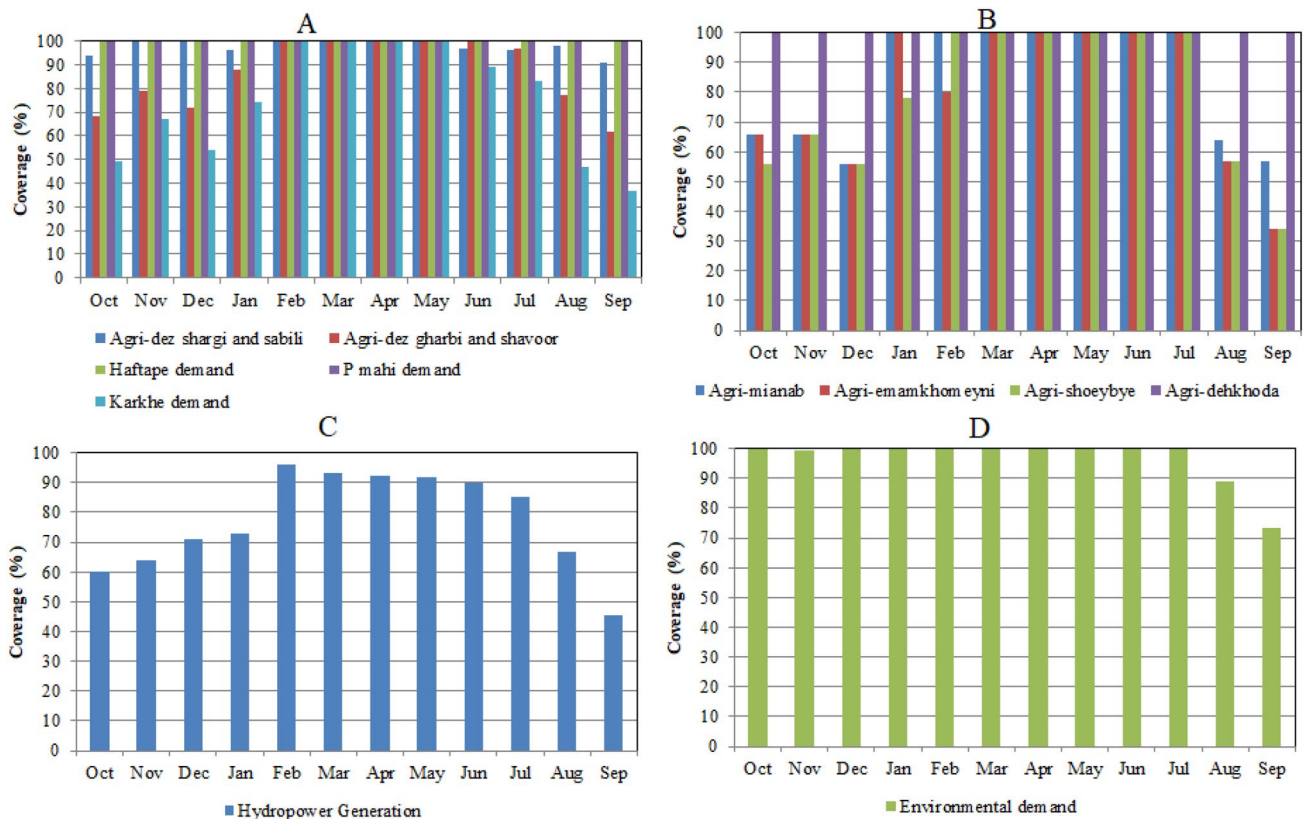 A
Coverage (%)
100
90
80
70
60
50
40
30
20
10
0
Oct Nov Dec Jan Feb Mar Apr May Jun Jul Aug Sep
Agri-dez shargi and sabili Agri-dez gharbi and shavoor
Haftape demand P mahi demand
Karkhe demand
B
Coverage (%)
100
90
80
70
60
50
40
30
20
10
0
Oct Nov Dec Jan Feb Mar Apr May Jun Jul Aug Sep
Agri-mianab Agri-emamkhomeyni Agri-shoeybye Agri-dehkhoda
C
Coverage (%)
100
90
80
70
60
50
40
30
20
10
0
Oct Nov Dec Jan Feb Mar Apr May Jun Jul Aug Sep
Hydropower Generation
D
Coverage (%)
100
90
80
70
60
50
40
30
20
10
0
Oct Nov Dec Jan Feb Mar Apr May Jun Jul Aug Sep
Environmental demand